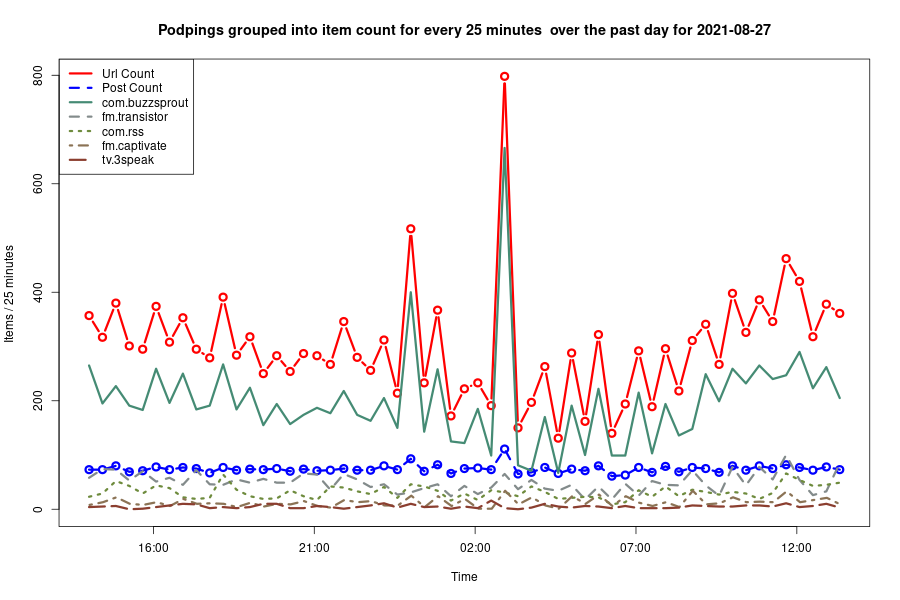 Podpings grouped into item count for every 25 minutes  over the past day for 2021-08-27
Url Count
Post Count
com.buzzsprout
fm.transistor
com.rss
fm.captivate
tv.3speak
Items / 25 minutes
800
600
400
200
0
16:00 21:00 02:00 07:00 12:00
Time